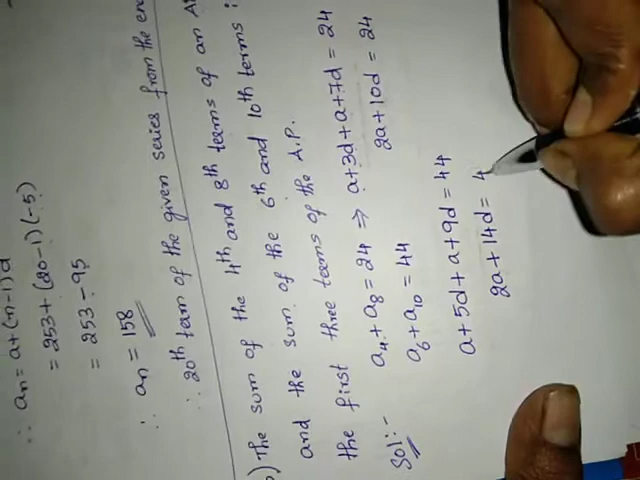 ∴ an = a+(n-1)d
= 253+(20-1)(-5)
= 253-95
∴ an = 158
∴ 20th term of the given series from the
) The sum of the 4th and 8th terms of an
and the sum of the 6th and 10th terms :
the first three terms of the A.P.
Sol:- a4 + a8 = 24 ⇒ a+3d+a+7d = 24
a6 + a10 = 44 2a+10d = 24
a+5d+a+9d = 44
2a+14d = 4